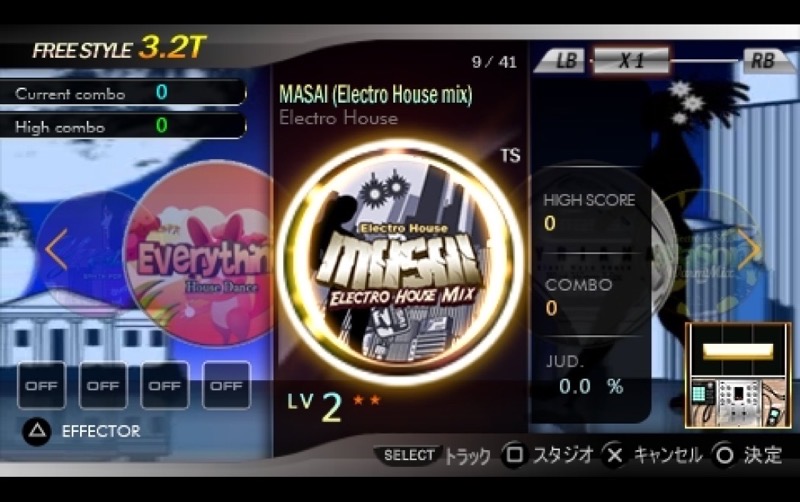 FREE STYLE 3.2T
Current combo 0
High combo 0
9 / 41
LB X1 RB
MASAI (Electro House mix)
Electro House
TS
Everythin
House Dance
Electro House
MASAI
ELECTRO HOUSE MIX
HIGH SCORE
0
COMBO
0
JUD.
0.0 %
OFF OFF OFF OFF
EFFECTOR
LV 2 ★★
SELECT トラック スタジオ キャンセル 決定